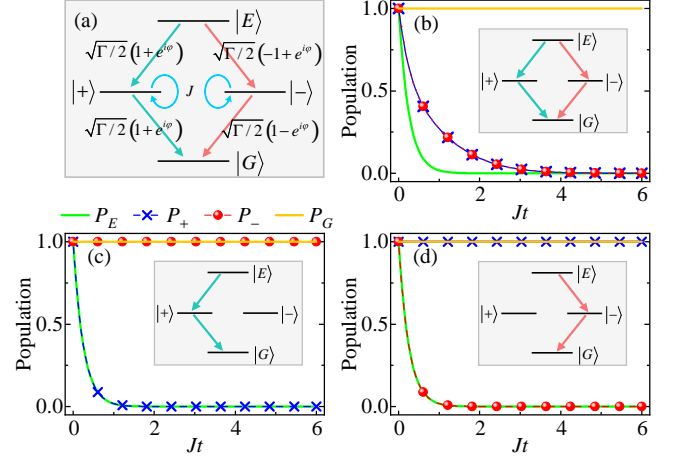 (a)
|E⟩
√Γ/2(1+e^{iφ})
√Γ/2(-1+e^{iφ})
|+⟩
J
|−⟩
√Γ/2(1+e^{iφ})
√Γ/2(1−e^{iφ})
|G⟩
(b)
Population
1.0
0.5
0.0
|E⟩
|+⟩
|−⟩
|G⟩
0 2 4 6
Jt
P_E P_+ P_- P_G
(c)
Population
1.0
0.5
0.0
|E⟩
|+⟩
|−⟩
|G⟩
0 2 4 6
Jt
(d)
Population
1.0
0.5
0.0
|E⟩
|+⟩
|−⟩
|G⟩
0 2 4 6
Jt